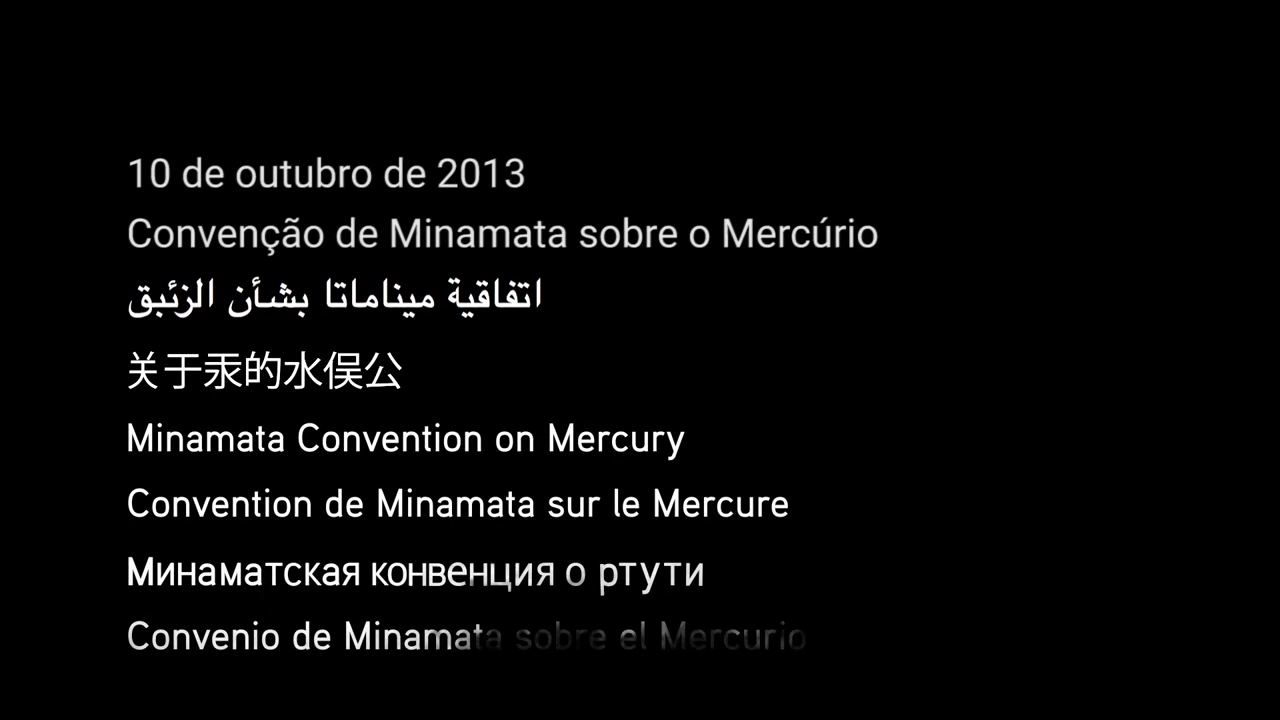 10 de outubro de 2013
Convenção de Minamata sobre o Mercúrio
اتفاقية ميناماتا بشأن الزئبق
关于汞的水俣公
Minamata Convention on Mercury
Convention de Minamata sur le Mercure
Минаматская конвенция о ртути
Convenio de Minamata sobre el Mercurio